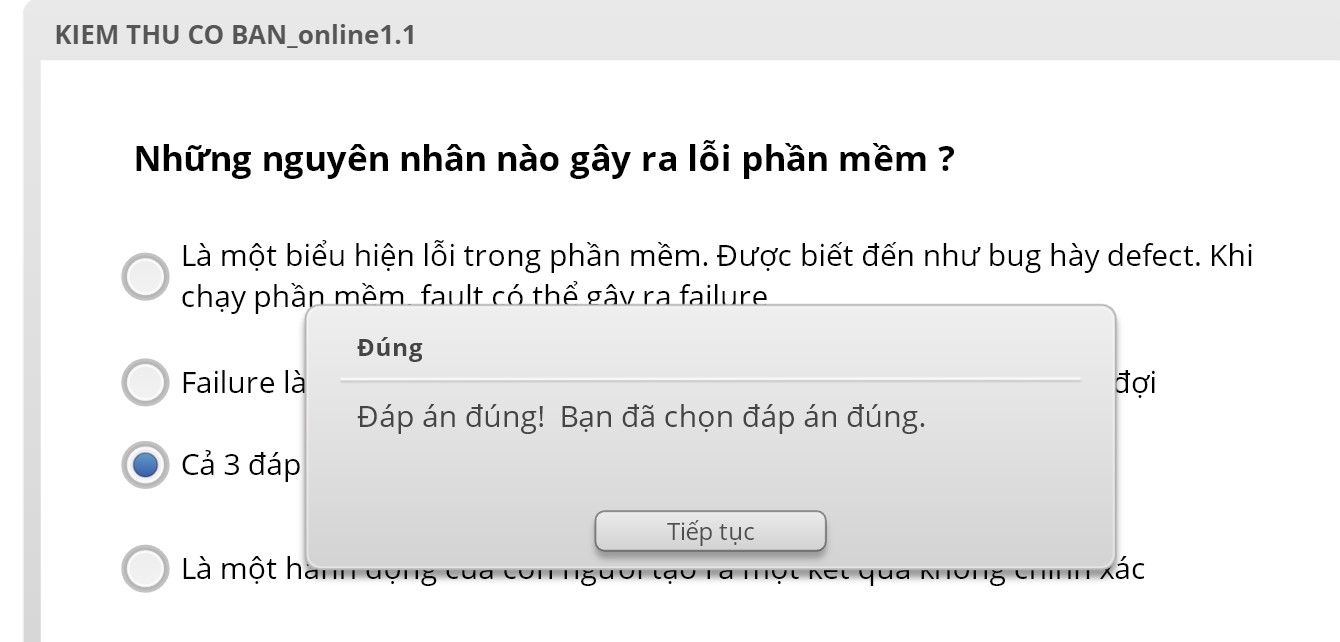 KIEM THU CO BAN_online1.1
Những nguyên nhân nào gây ra lỗi phần mềm ?
Là một biểu hiện lỗi trong phần mềm. Được biết đến như bug hày defect. Khi
chạy phần mềm, fault có thể gây ra failure
Đúng
Failure là đợi
Đáp án đúng! Bạn đã chọn đáp án đúng.
Cả 3 đáp
Tiếp tục
Là một hành động của con người tạo ra một kết quả không chính xác